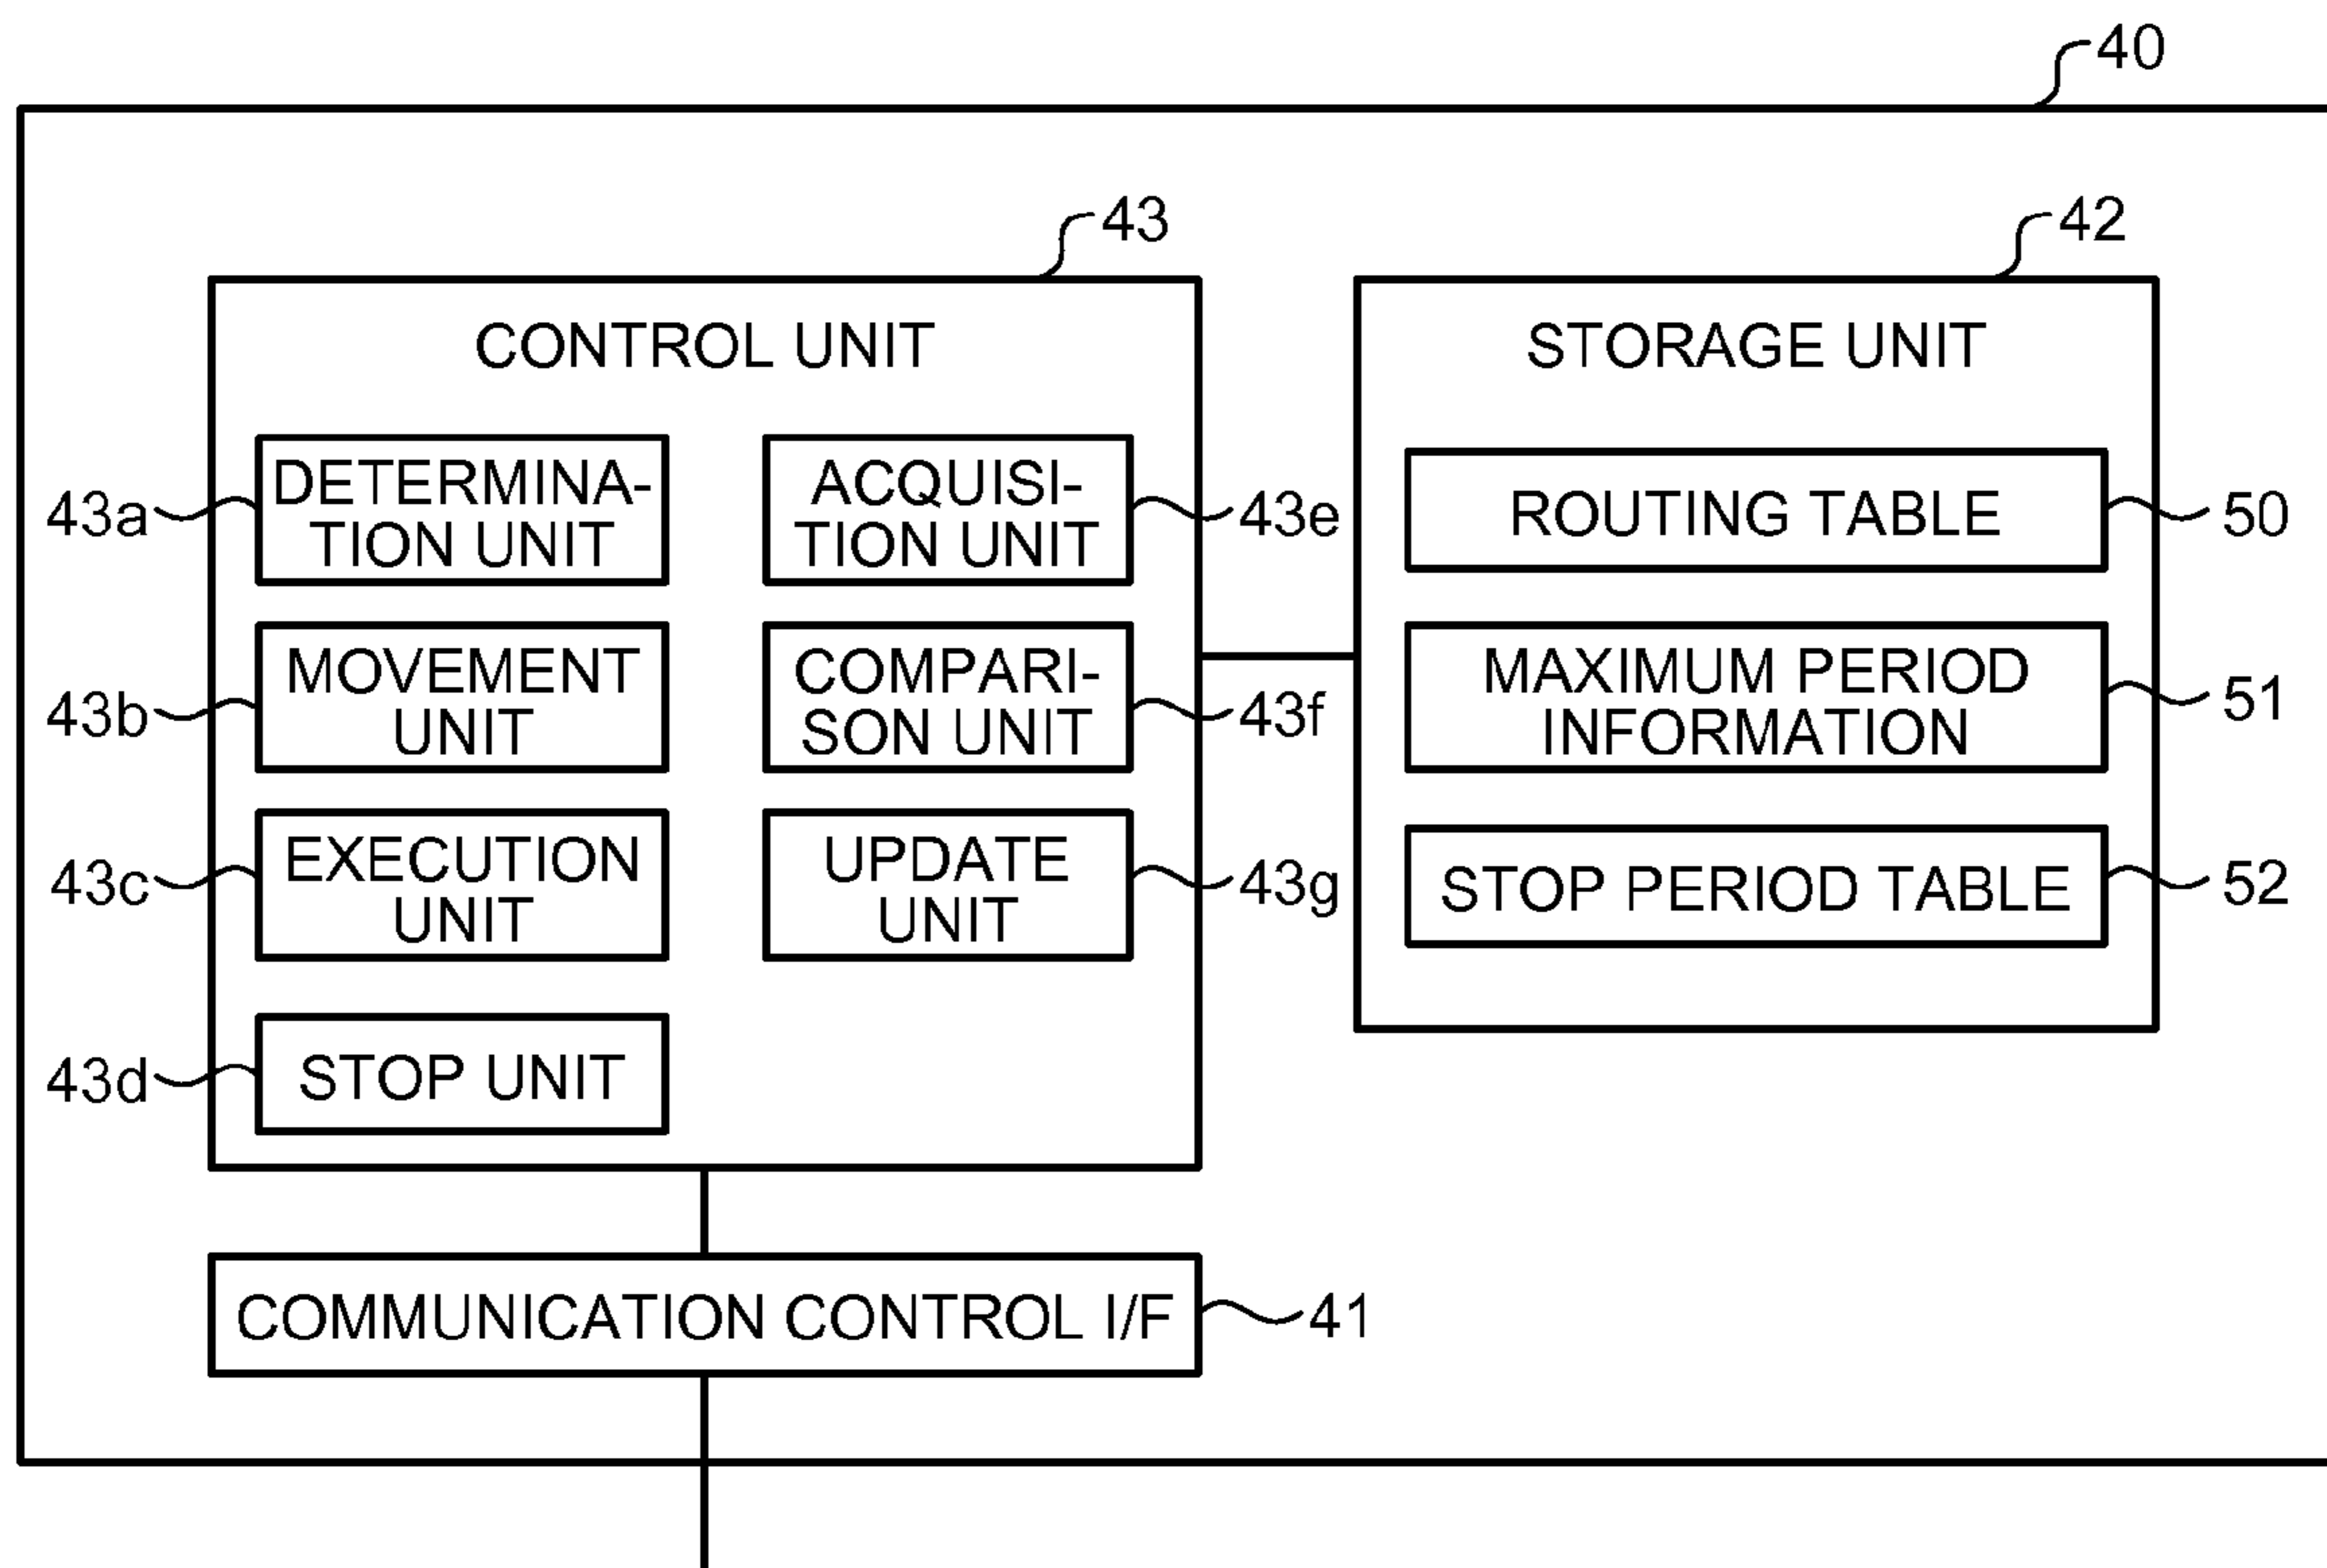 40
43
42
CONTROL UNIT
STORAGE UNIT
43a
DETERMINA-
TION UNIT
ACQUISI-
TION UNIT
43e
ROUTING TABLE
50
43b
MOVEMENT
UNIT
COMPARI-
SON UNIT
43f
MAXIMUM PERIOD
INFORMATION
51
43c
EXECUTION
UNIT
UPDATE
UNIT
43g
STOP PERIOD TABLE
52
43d
STOP UNIT
COMMUNICATION CONTROL I/F
41